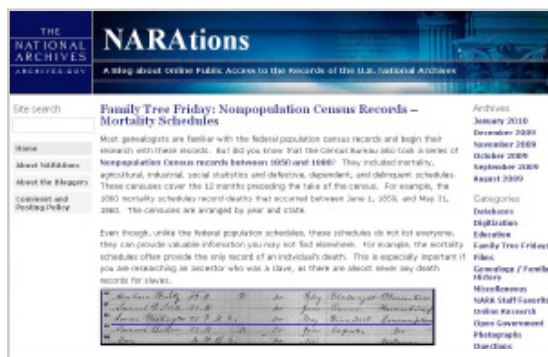 THE
NATIONAL
ARCHIVES
ARCHIVES.GOV
NARAtions
A Blog about Online Public Access to the Records of the U.S. National Archives
Site search
Home
About NARAtions
About the Bloggers
Comment and
Posting Policy
Family Tree Friday: Nonpopulation Census Records –
Mortality Schedules
Most genealogists are familiar with the federal population census records and begin their
research with these records. But did you know that the Census Bureau also took a series of
Nonpopulation Census records between 1850 and 1880? They included mortality,
agricultural, industrial, social statistics and defective, dependent, and delinquent schedules.
These censuses cover the 12 months preceding the take of the census. For example, the
1860 mortality schedules record deaths that occurred between June 1, 1859, and May 31,
1860. The censuses are arranged by year and state.
Even though, unlike the federal population schedules, these schedules do not list everyone,
they can provide valuable information you may not find elsewhere. For example, the mortality
schedules often provide the only record of an individual's death. This is especially important if
you are researching an ancestor who was a slave, as there are almost never any death
records for slaves.
Archives
January 2010
December 2009
November 2009
October 2009
September 2009
August 2009
Categories
Databases
Digitization
Education
Family Tree Fridays
Films
Genealogy / Family
History
Miscellaneous
NARA Staff Favorites
Online Research
Open Government
Photographs
Questions